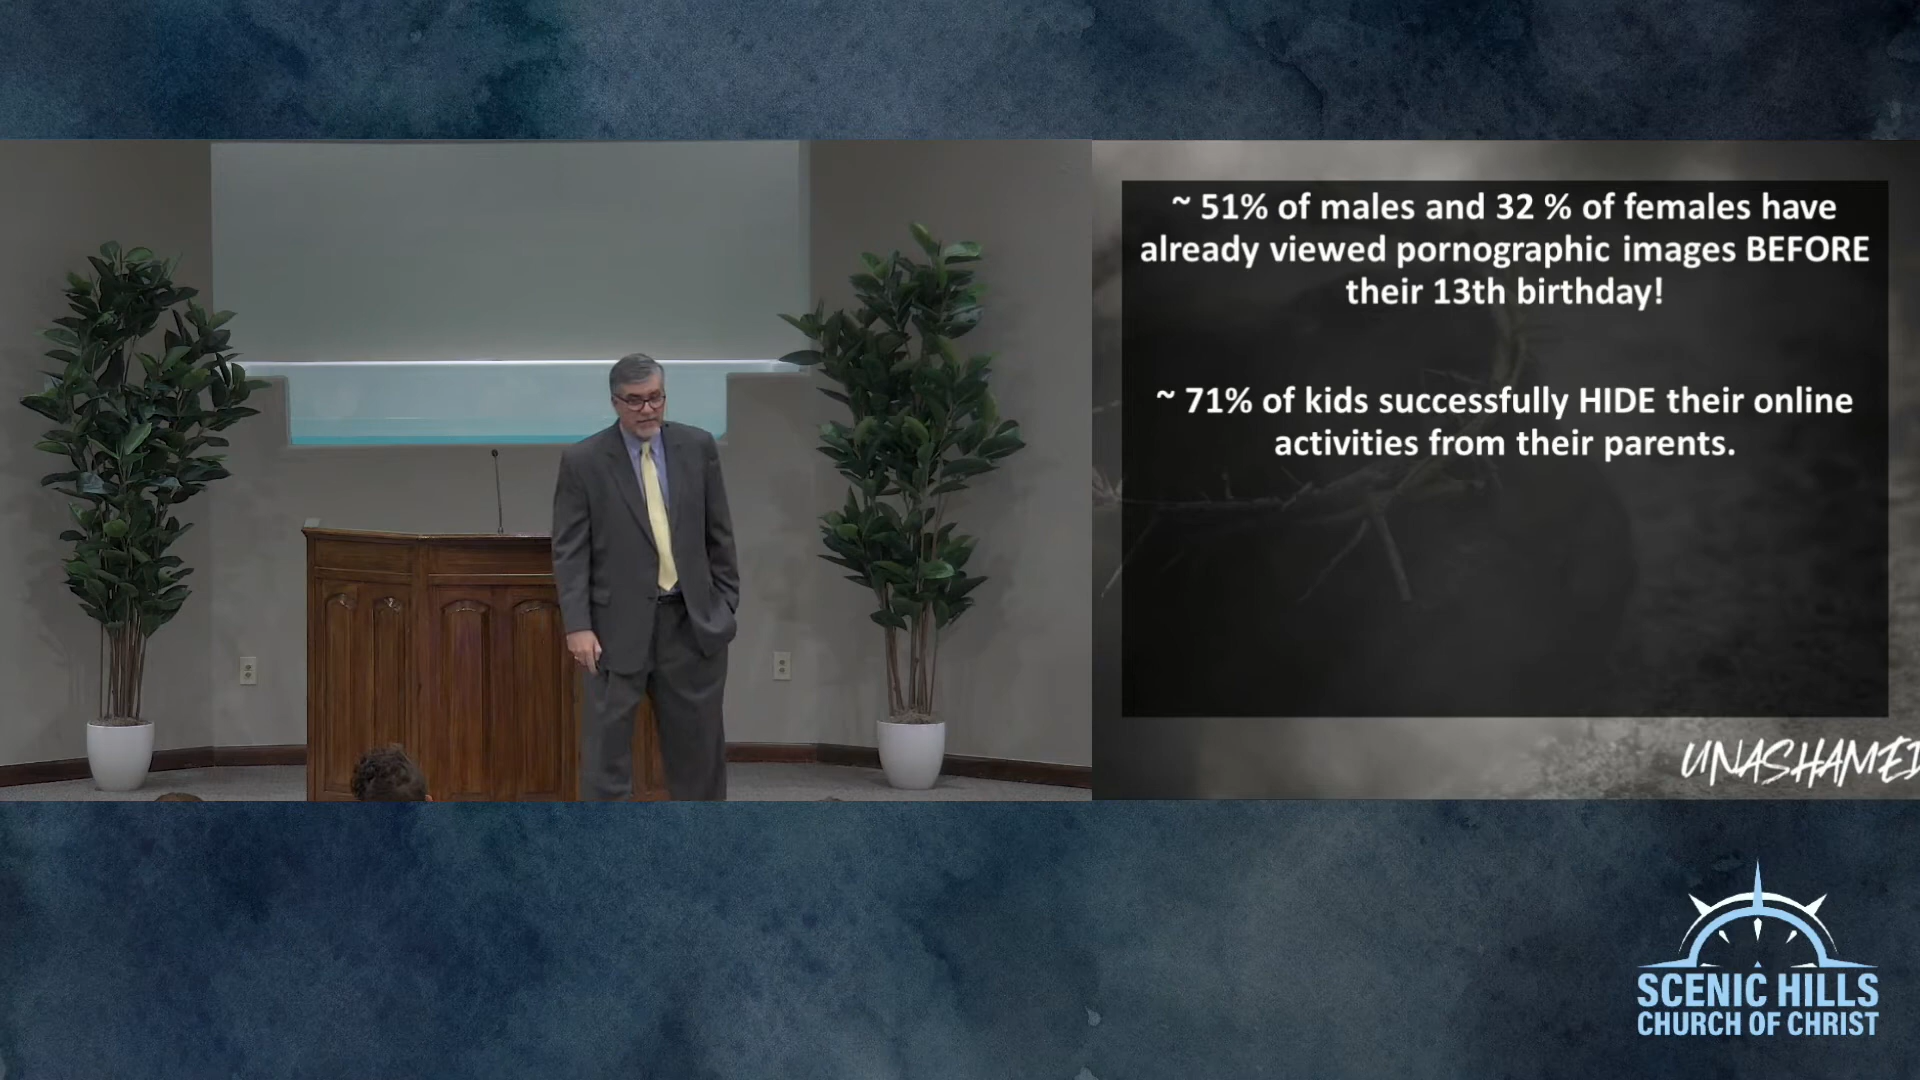 ~ 51% of males and 32 % of females have
already viewed pornographic images BEFORE
their 13th birthday!
~ 71% of kids successfully HIDE their online
activities from their parents.
UNASHAMED
SCENIC HILLS
CHURCH OF CHRIST